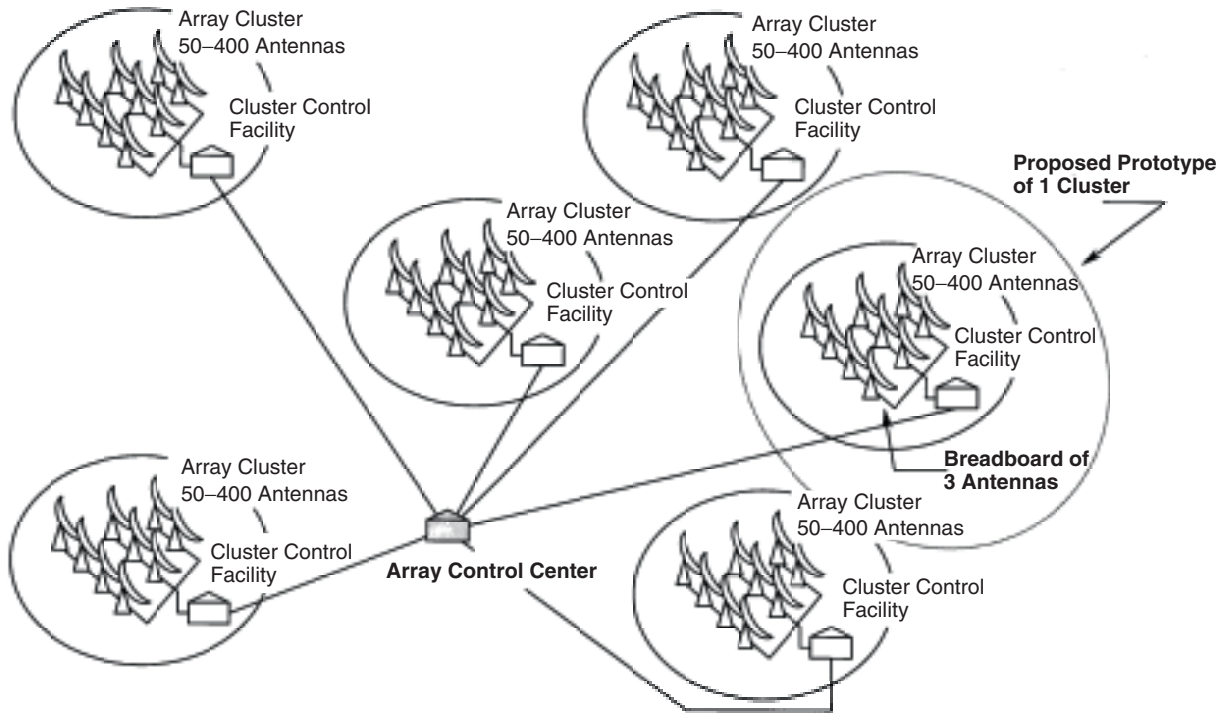 Array Cluster
50–400 Antennas
Cluster Control
Facility
Array Cluster
50–400 Antennas
Cluster Control
Facility
Proposed Prototype
of 1 Cluster
Array Cluster
50–400 Antennas
Cluster Control
Facility
Array Cluster
50–400 Antennas
Cluster Control
Facility
Breadboard of
3 Antennas
Array Cluster
50–400 Antennas
Cluster Control
Facility
Array Control Center
Array Cluster
50–400 Antennas
Cluster Control
Facility